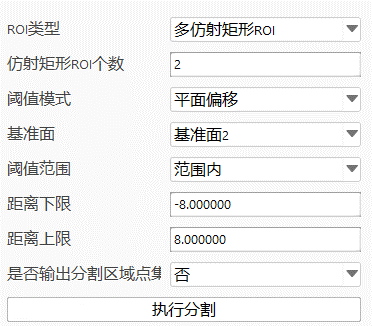 ROI类型 多仿射矩形ROI
仿射矩形ROI个数 2
阈值模式 平面偏移
基准面 基准面2
阈值范围 范围内
距离下限 -8.000000
距离上限 8.000000
是否输出分割区域点集 否
执行分割